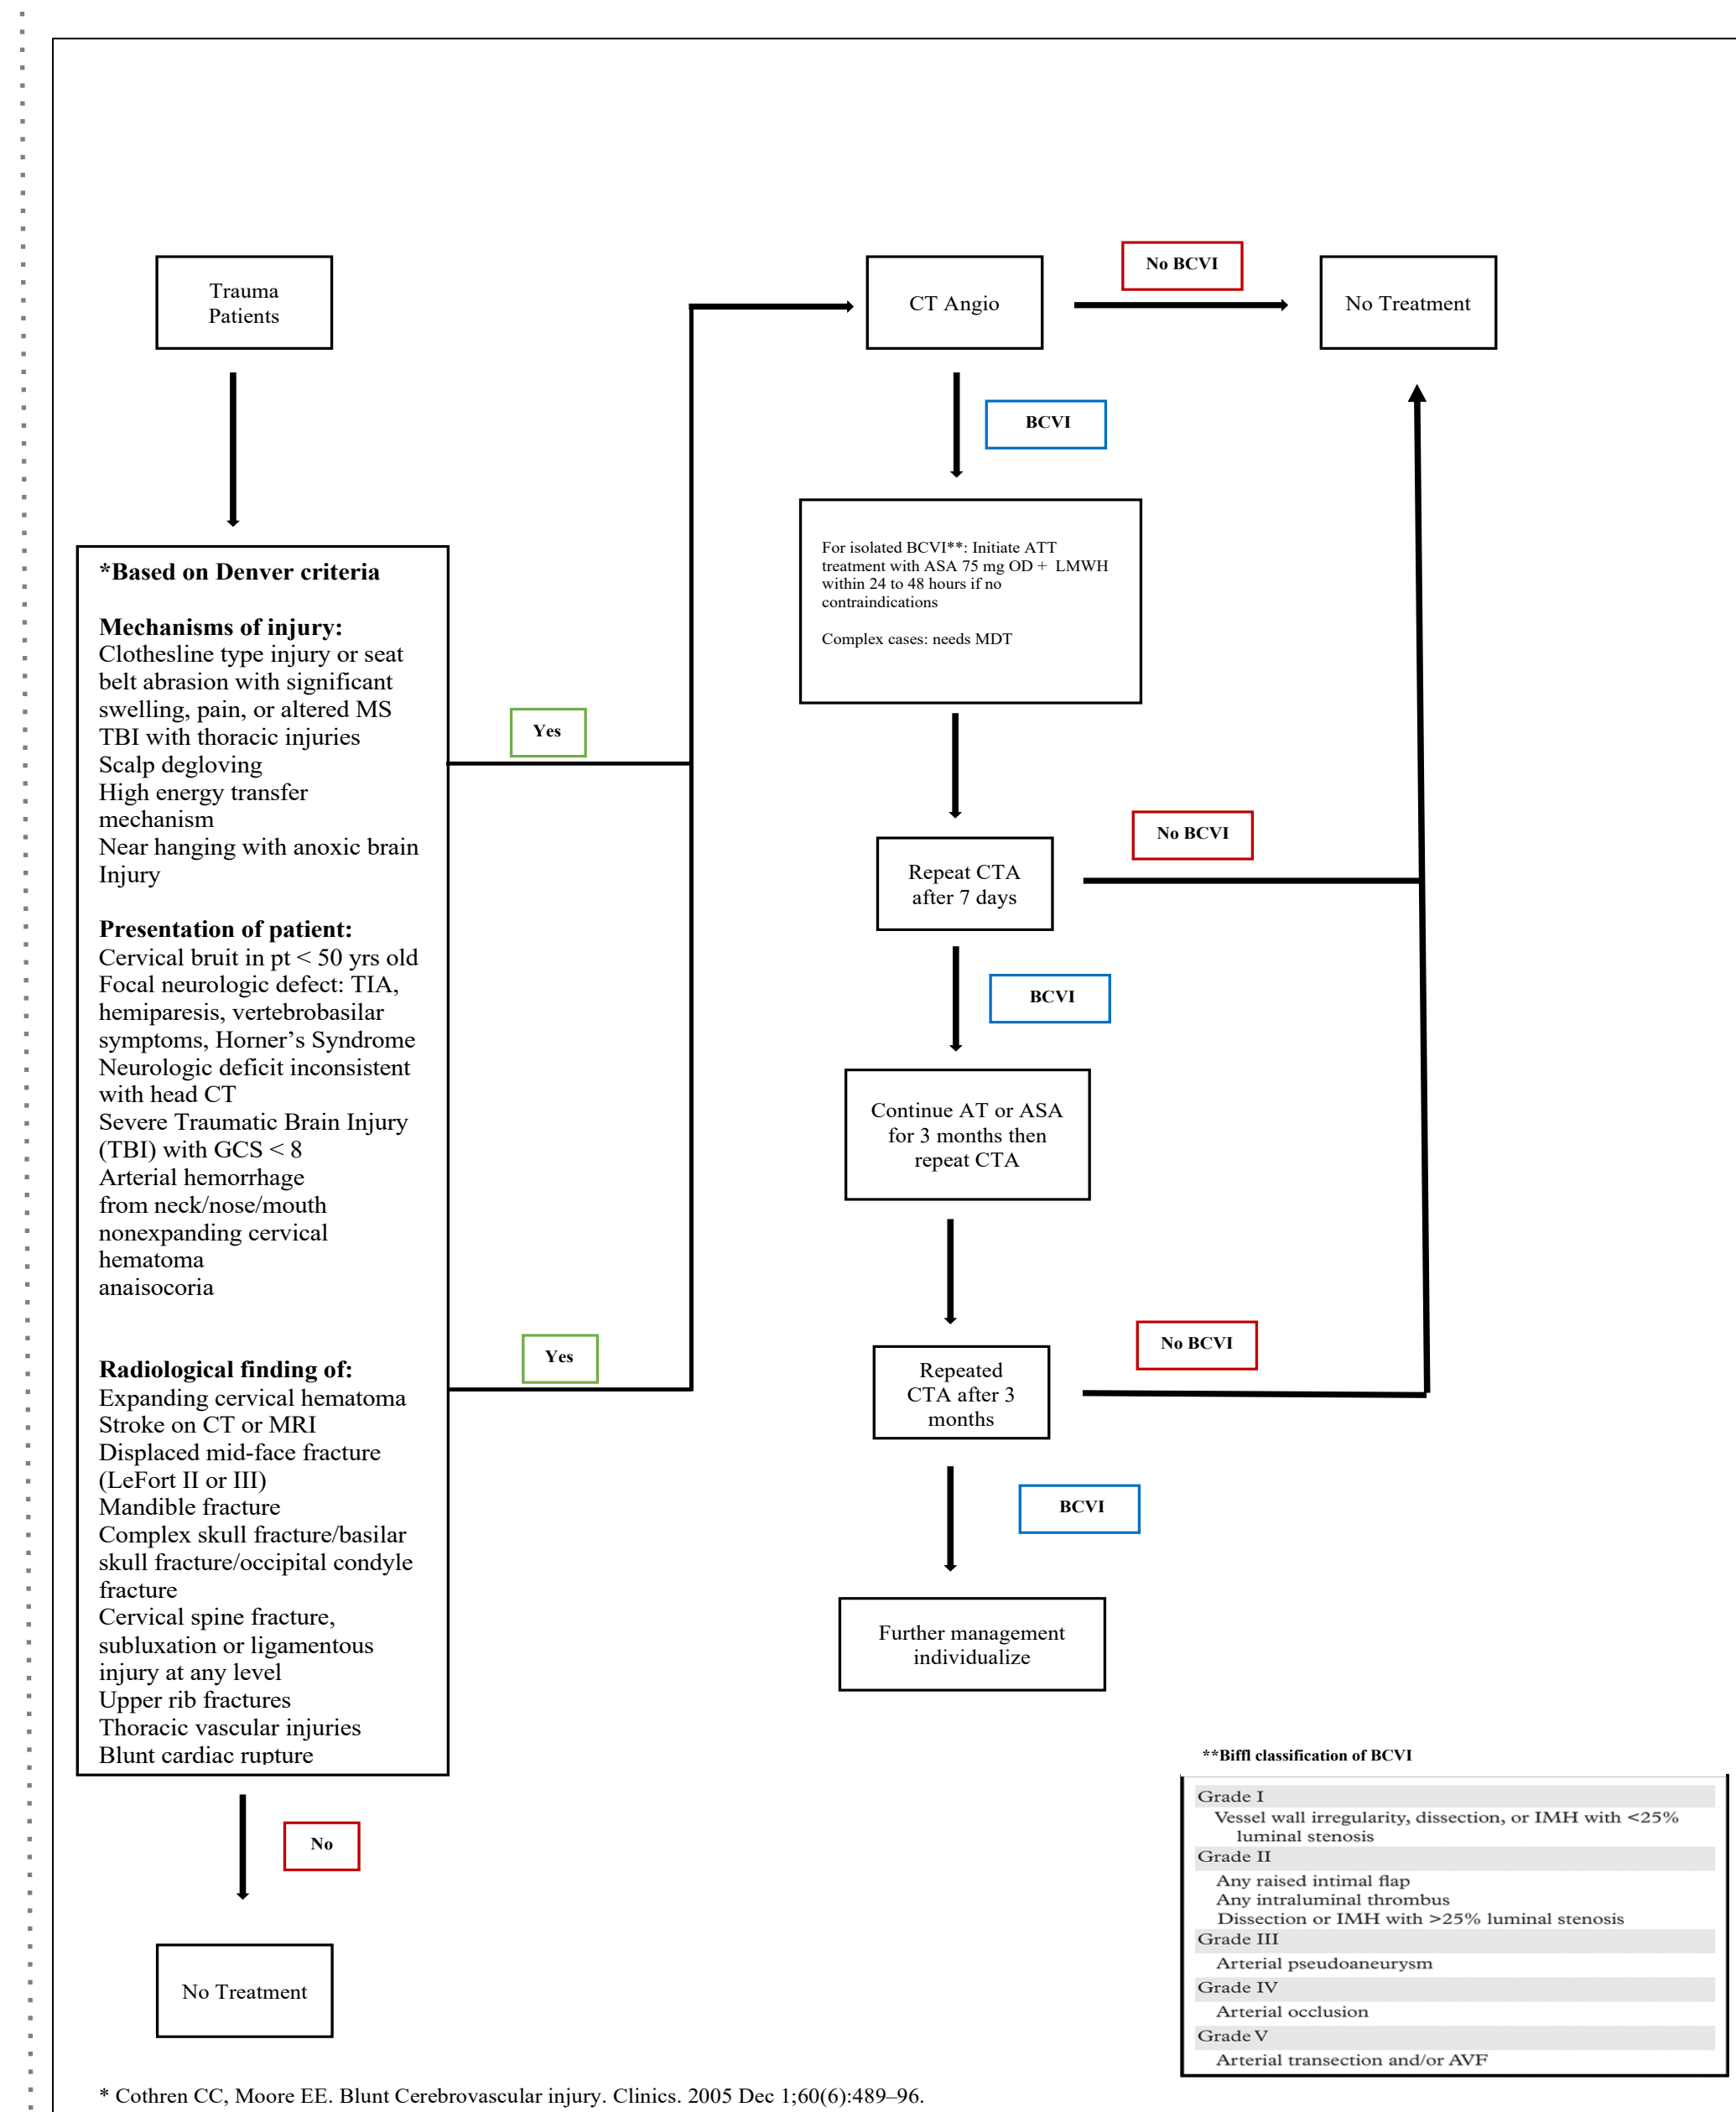 Trauma
Patients
*Based on Denver criteria
Mechanisms of injury:
Clothesline type injury or seat
belt abrasion with significant
swelling, pain, or altered MS
TBI with thoracic injuries
Scalp degloving
High energy transfer
mechanism
Near hanging with anoxic brain
Injury
Presentation of patient:
Cervical bruit in pt < 50 yrs old
Focal neurologic defect: TIA,
hemiparesis, vertebrobasilar
symptoms, Horner’s Syndrome
Neurologic deficit inconsistent
with head CT
Severe Traumatic Brain Injury
(TBI) with GCS < 8
Arterial hemorrhage
from neck/nose/mouth
nonexpanding cervical
hematoma
anaisocoria
Radiological finding of:
Expanding cervical hematoma
Stroke on CT or MRI
Displaced mid-face fracture
(LeFort II or III)
Mandible fracture
Complex skull fracture/basilar
skull fracture/occipital condyle
fracture
Cervical spine fracture,
subluxation or ligamentous
injury at any level
Upper rib fractures
Thoracic vascular injuries
Blunt cardiac rupture
Yes
Yes
No
No Treatment
CT Angio
No BCVI
No Treatment
BCVI
For isolated BCVI**: Initiate ATT
treatment with ASA 75 mg OD + LMWH
within 24 to 48 hours if no
contraindications
Complex cases: needs MDT
Repeat CTA
after 7 days
No BCVI
BCVI
Continue AT or ASA
for 3 months then
repeat CTA
Repeated
CTA after 3
months
No BCVI
BCVI
Further management
individualize
**Biffl classification of BCVI
Grade I
Vessel wall irregularity, dissection, or IMH with <25%
luminal stenosis
Grade II
Any raised intimal flap
Any intraluminal thrombus
Dissection or IMH with >25% luminal stenosis
Grade III
Arterial pseudoaneurysm
Grade IV
Arterial occlusion
Grade V
Arterial transection and/or AVF
* Cothren CC, Moore EE. Blunt Cerebrovascular injury. Clinics. 2005 Dec 1;60(6):489–96.